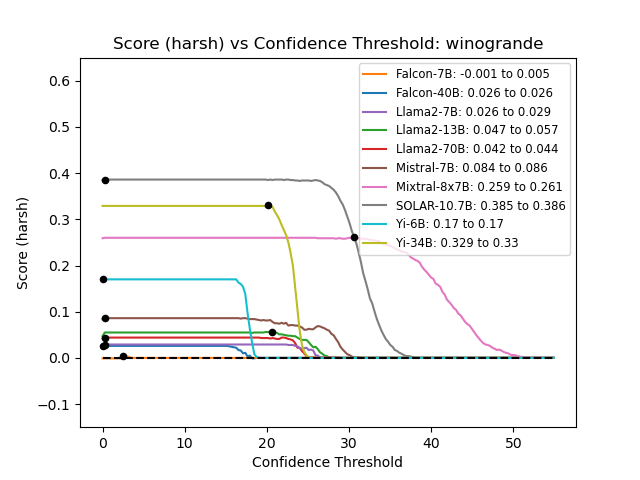 Score (harsh) vs Confidence Threshold: winogrande
Falcon-7B: -0.001 to 0.005
Falcon-40B: 0.026 to 0.026
Llama2-7B: 0.026 to 0.029
Llama2-13B: 0.047 to 0.057
Llama2-70B: 0.042 to 0.044
Mistral-7B: 0.084 to 0.086
Mixtral-8x7B: 0.259 to 0.261
SOLAR-10.7B: 0.385 to 0.386
Yi-6B: 0.17 to 0.17
Yi-34B: 0.329 to 0.33
Score (harsh)
0.6
0.5
0.4
0.3
0.2
0.1
0.0
−0.1
0 10 20 30 40 50
Confidence Threshold